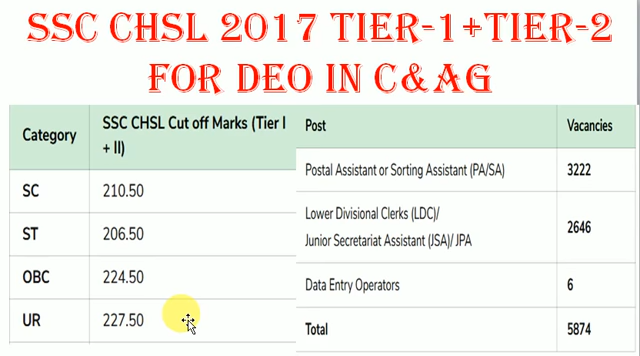 SSC CHSL 2017 TIER-1+TIER-2
FOR DEO IN C&AG
Category
SSC CHSL Cut off Marks (Tier I
+ II)
SC
210.50
ST
206.50
OBC
224.50
UR
227.50
Post
Vacancies
Postal Assistant or Sorting Assistant (PA/SA)
3222
Lower Divisional Clerks (LDC)/
Junior Secretariat Assistant (JSA)/ JPA
2646
Data Entry Operators
6
Total
5874